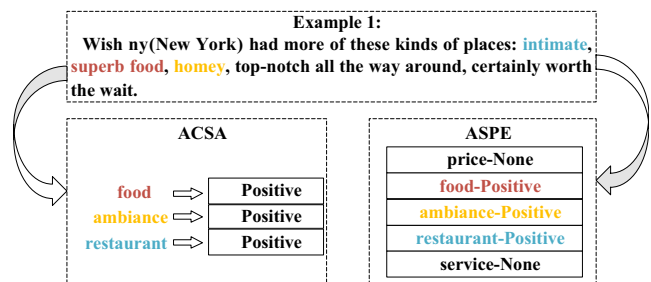 Example 1:
Wish ny(New York) had more of these kinds of places: intimate,
superb food, homey, top-notch all the way around, certainly worth
the wait.
ACSA
food Positive
ambiance Positive
restaurant Positive
ASPE
price-None
food-Positive
ambiance-Positive
restaurant-Positive
service-None